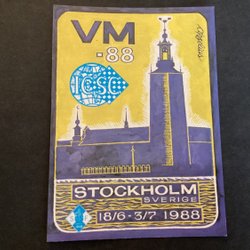 VM
-88
ICSC
STOCKHOLM
SVERIGE
18/6 - 3/7 1988